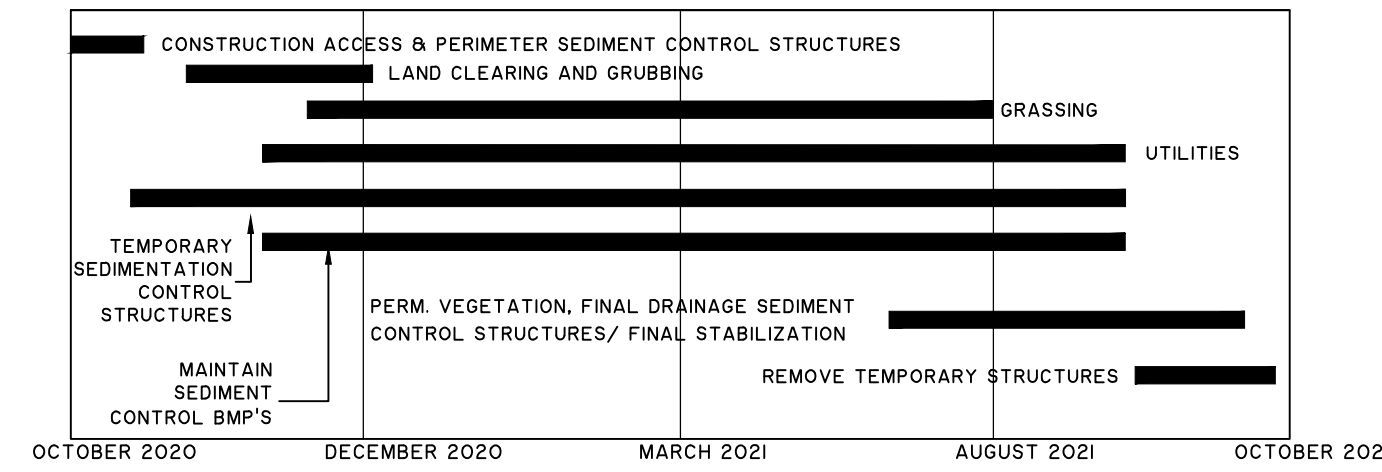 CONSTRUCTION ACCESS & PERIMETER SEDIMENT CONTROL STRUCTURES
LAND CLEARING AND GRUBBING
GRASSING
UTILITIES
TEMPORARY
SEDIMENTATION
CONTROL
STRUCTURES
PERM. VEGETATION, FINAL DRAINAGE SEDIMENT
CONTROL STRUCTURES/ FINAL STABILIZATION
MAINTAIN
SEDIMENT
CONTROL BMP'S
REMOVE TEMPORARY STRUCTURES
OCTOBER 2020
DECEMBER 2020
MARCH 2021
AUGUST 2021
OCTOBER 202